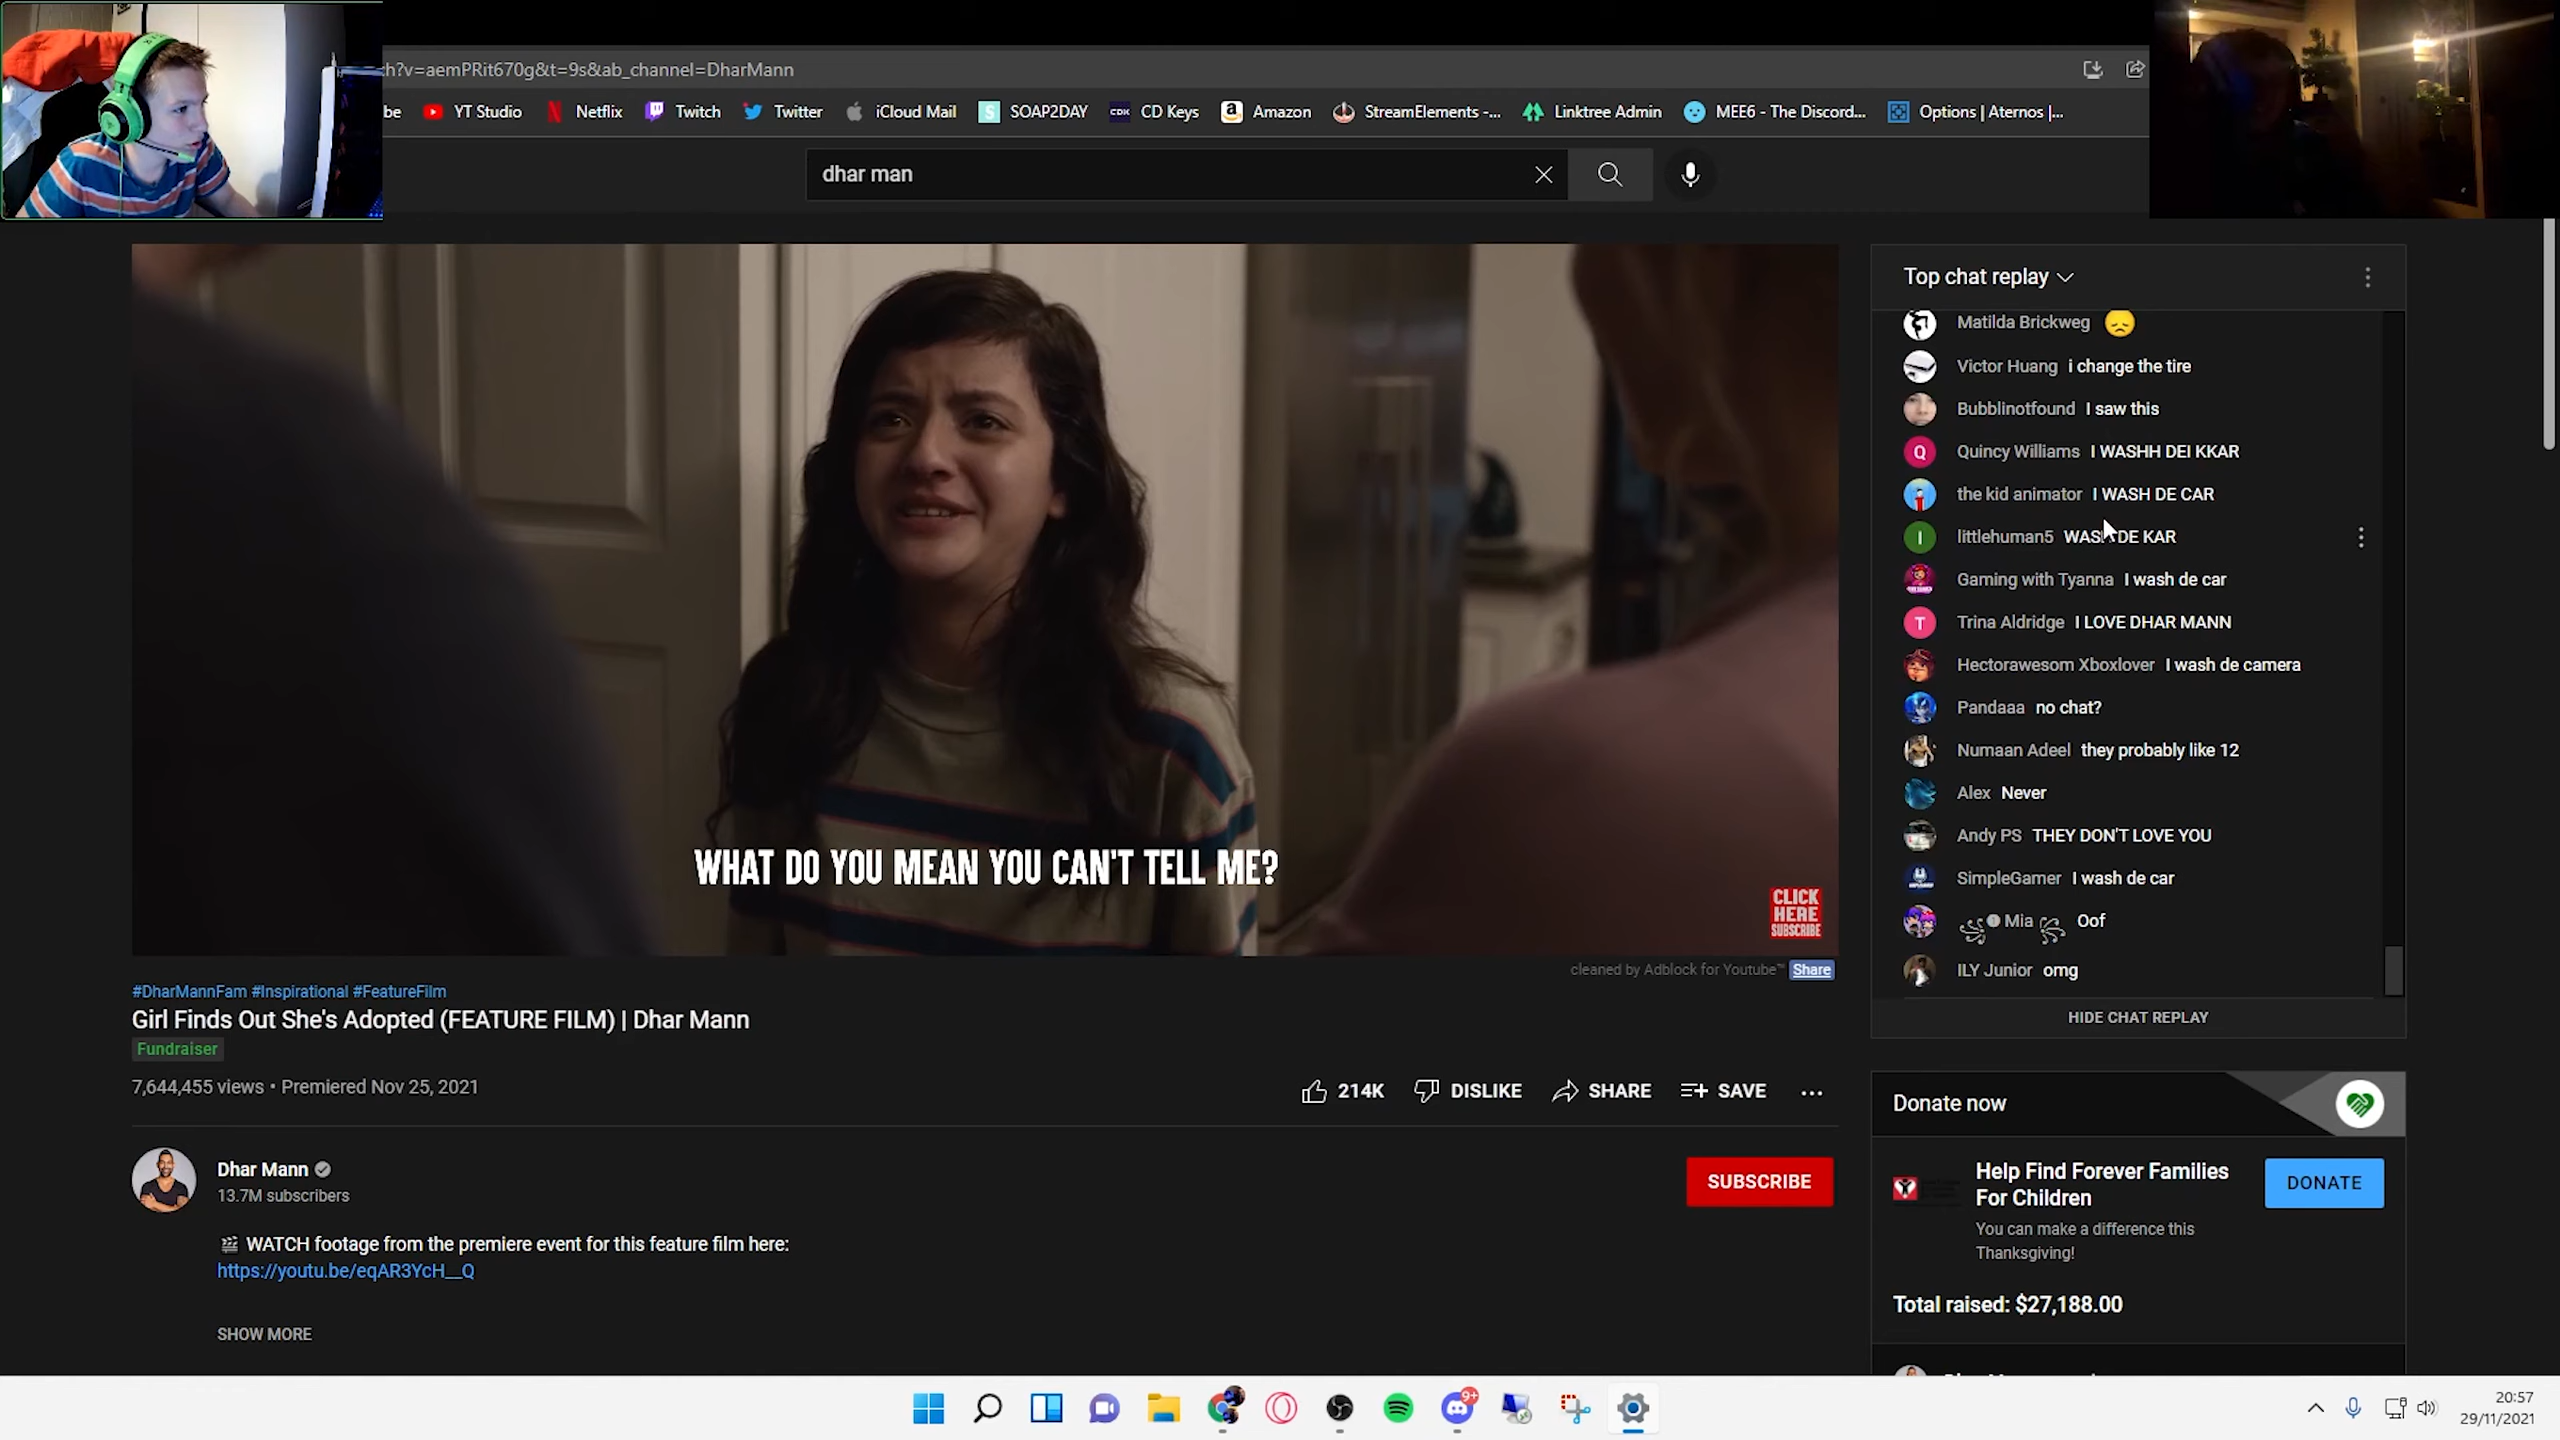 ch?v=aemPRit670g&t=9s&ab_channel=DharMann
be YT Studio Netflix Twitch Twitter iCloud Mail SOAP2DAY CD Keys Amazon StreamElements -... Linktree Admin MEE6 - The Discord... Options | Aternos |...
dhar man
WHAT DO YOU MEAN YOU CAN'T TELL ME?
CLICK
HERE
SUBSCRIBE
cleaned by Adblock for Youtube™ Share
#DharMannFam #Inspirational #FeatureFilm
Girl Finds Out She's Adopted (FEATURE FILM) | Dhar Mann
Fundraiser
7,644,455 views • Premiered Nov 25, 2021
214K DISLIKE SHARE SAVE
Dhar Mann
13.7M subscribers
SUBSCRIBE
WATCH footage from the premiere event for this feature film here:
https://youtu.be/eqAR3YcH__Q
SHOW MORE
Top chat replay
Matilda Brickweg
Victor Huang i change the tire
Bubblinotfound I saw this
Q Quincy Williams I WASHH DEI KKAR
the kid animator I WASH DE CAR
l littlehuman5 WASH DE KAR
Gaming with Tyanna I wash de car
T Trina Aldridge I LOVE DHAR MANN
Hectorawesom Xboxlover I wash de camera
Pandaaa no chat?
Numaan Adeel they probably like 12
Alex Never
Andy PS THEY DON'T LOVE YOU
SimpleGamer I wash de car
Mia Oof
ILY Junior omg
HIDE CHAT REPLAY
Donate now
Help Find Forever Families
For Children
You can make a difference this
Thanksgiving!
DONATE
Total raised: $27,188.00
9+
20:57
29/11/2021